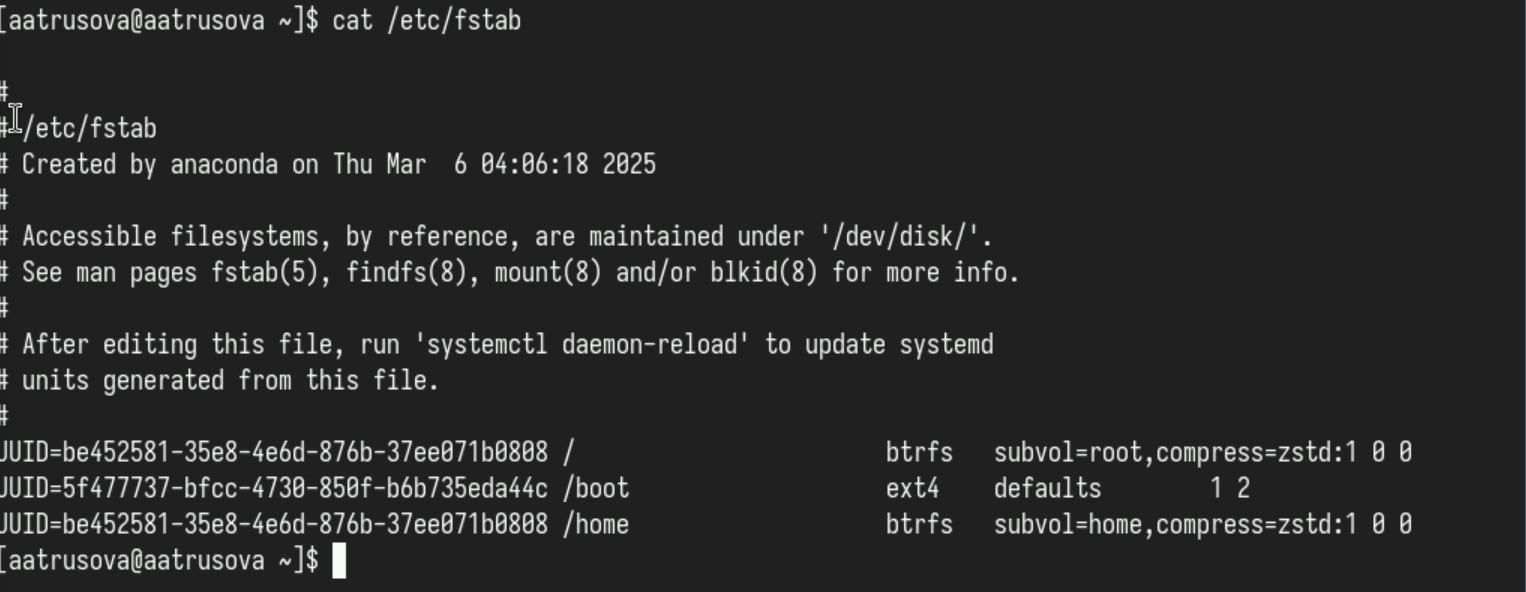 [aatrusova@aatrusova ~]$ cat /etc/fstab
#
# /etc/fstab
# Created by anaconda on Thu Mar  6 04:06:18 2025
#
# Accessible filesystems, by reference, are maintained under '/dev/disk/'.
# See man pages fstab(5), findfs(8), mount(8) and/or blkid(8) for more info.
#
# After editing this file, run 'systemctl daemon-reload' to update systemd
# units generated from this file.
#
UUID=be452581-35e8-4e6d-876b-37ee071b0808 /                       btrfs   subvol=root,compress=zstd:1 0 0
UUID=5f477737-bfcc-4730-850f-b6b735eda44c /boot                   ext4    defaults        1 2
UUID=be452581-35e8-4e6d-876b-37ee071b0808 /home                   btrfs   subvol=home,compress=zstd:1 0 0
[aatrusova@aatrusova ~]$